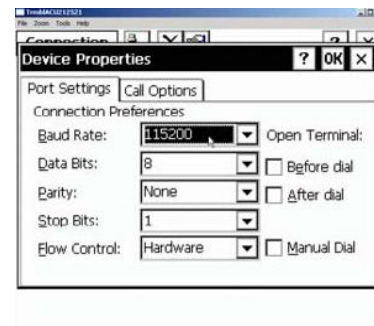 File Zoom Tools Help
Connection
Device Properties ? OK ×
Port Settings Call Options
Connection Preferences
Baud Rate: 115200 Open Terminal:
Data Bits: 8 Before dial
Parity: None After dial
Stop Bits: 1
Flow Control: Hardware Manual Dial